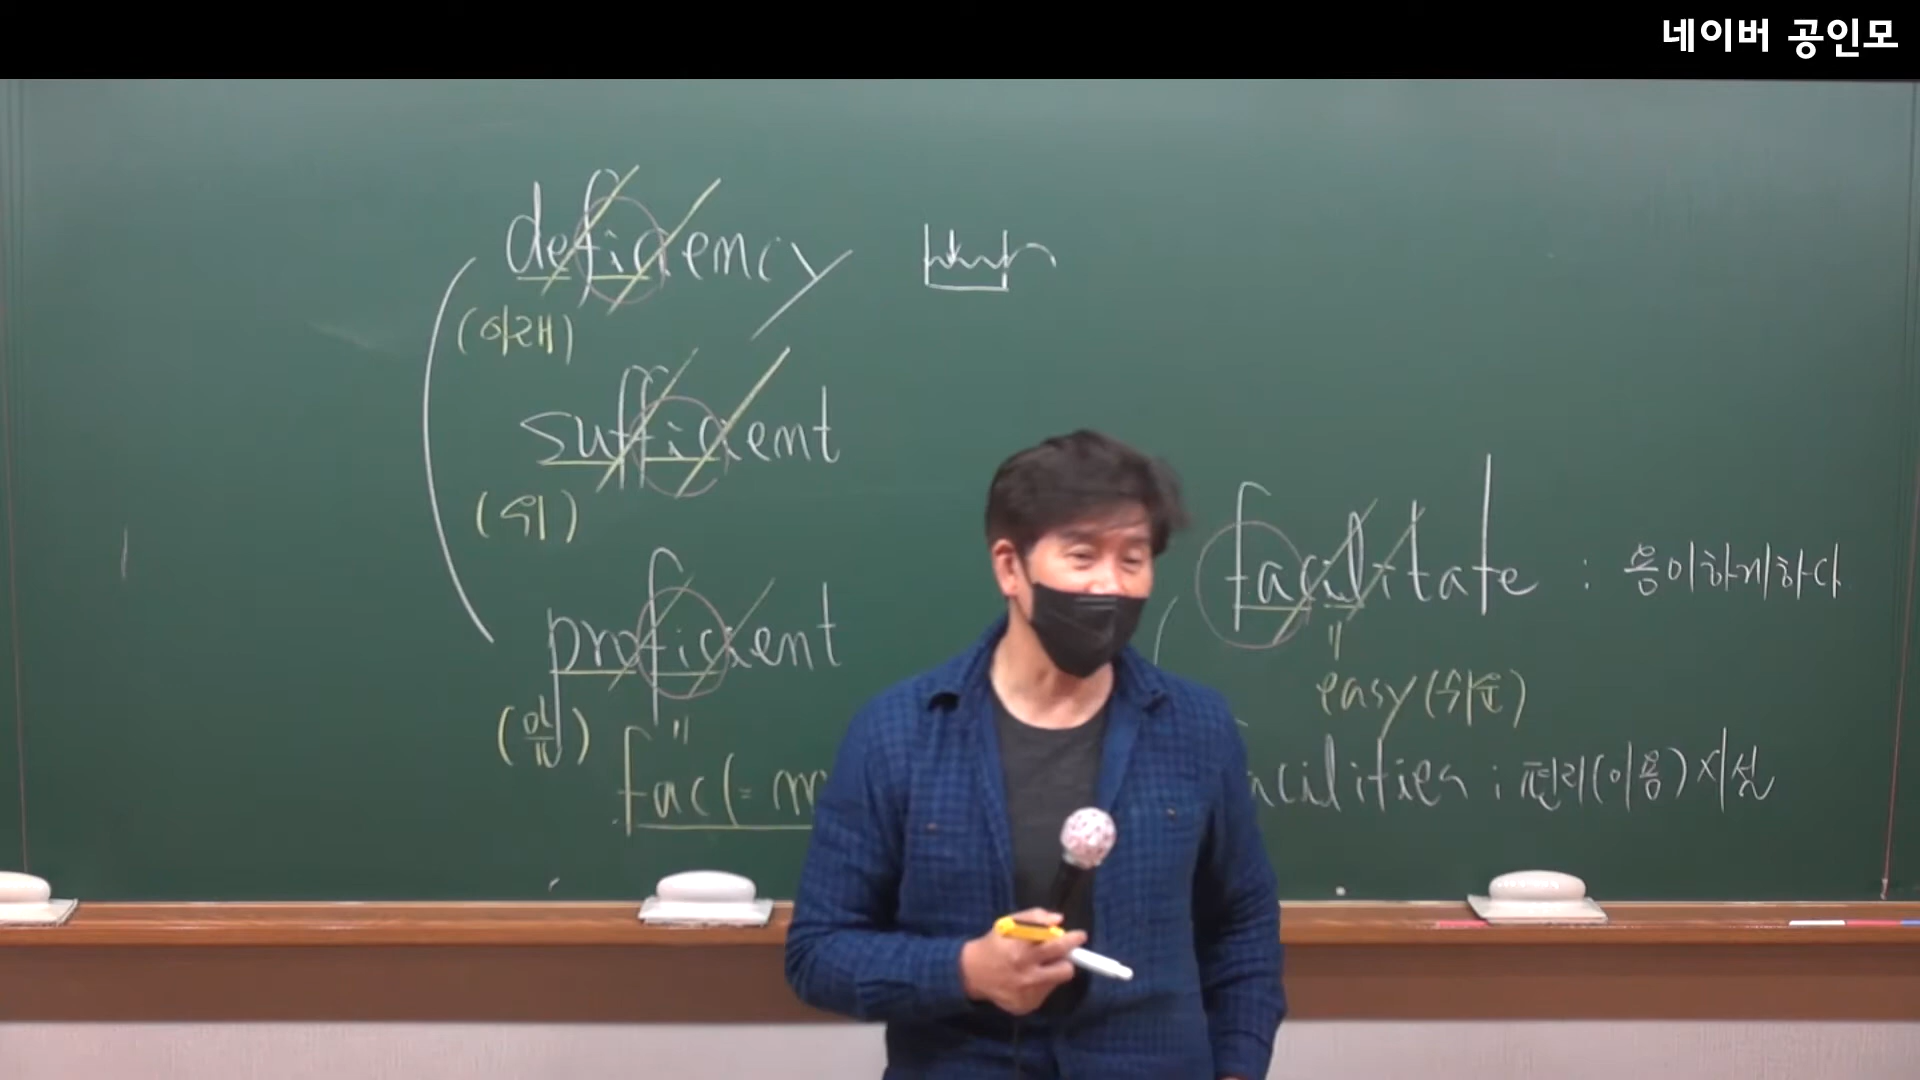 네이버 공인모
deficiency
(아래)
sufficient
(위)
proficient
(앞)
fac(=
facilitate : 용이하게하다
easy(쉬운)
acilities : 편리(이용)시설